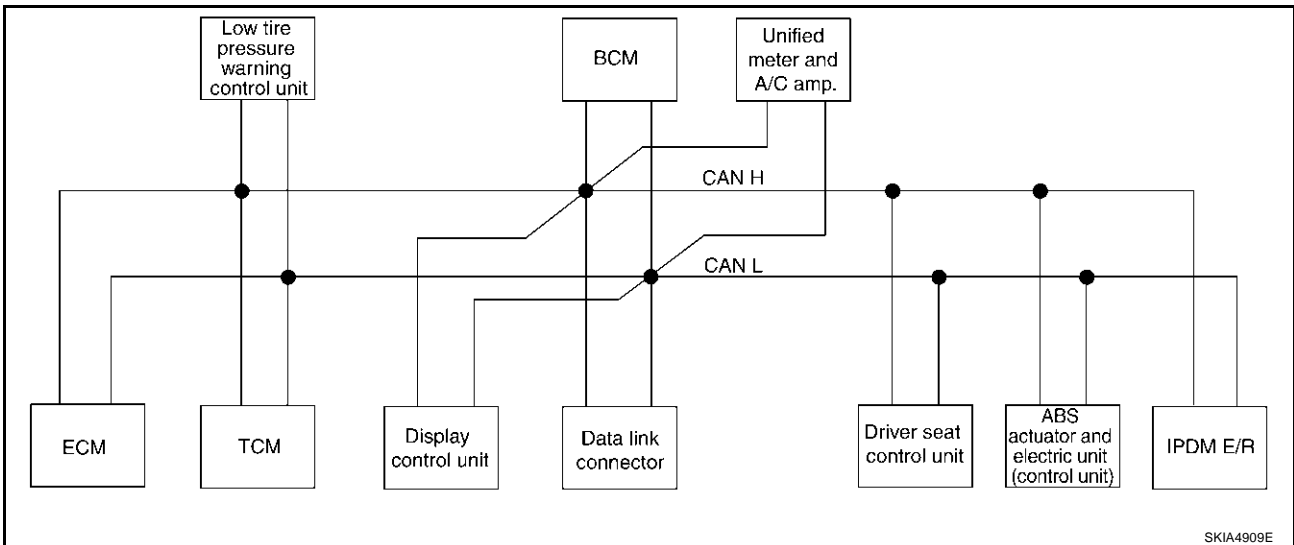 Low tire
pressure
warning
control unit
BCM
Unified
meter and
A/C amp.
CAN H
CAN L
ECM
TCM
Display
control unit
Data link
connector
Driver seat
control unit
ABS
actuator and
electric unit
(control unit)
IPDM E/R
SKIA4909E